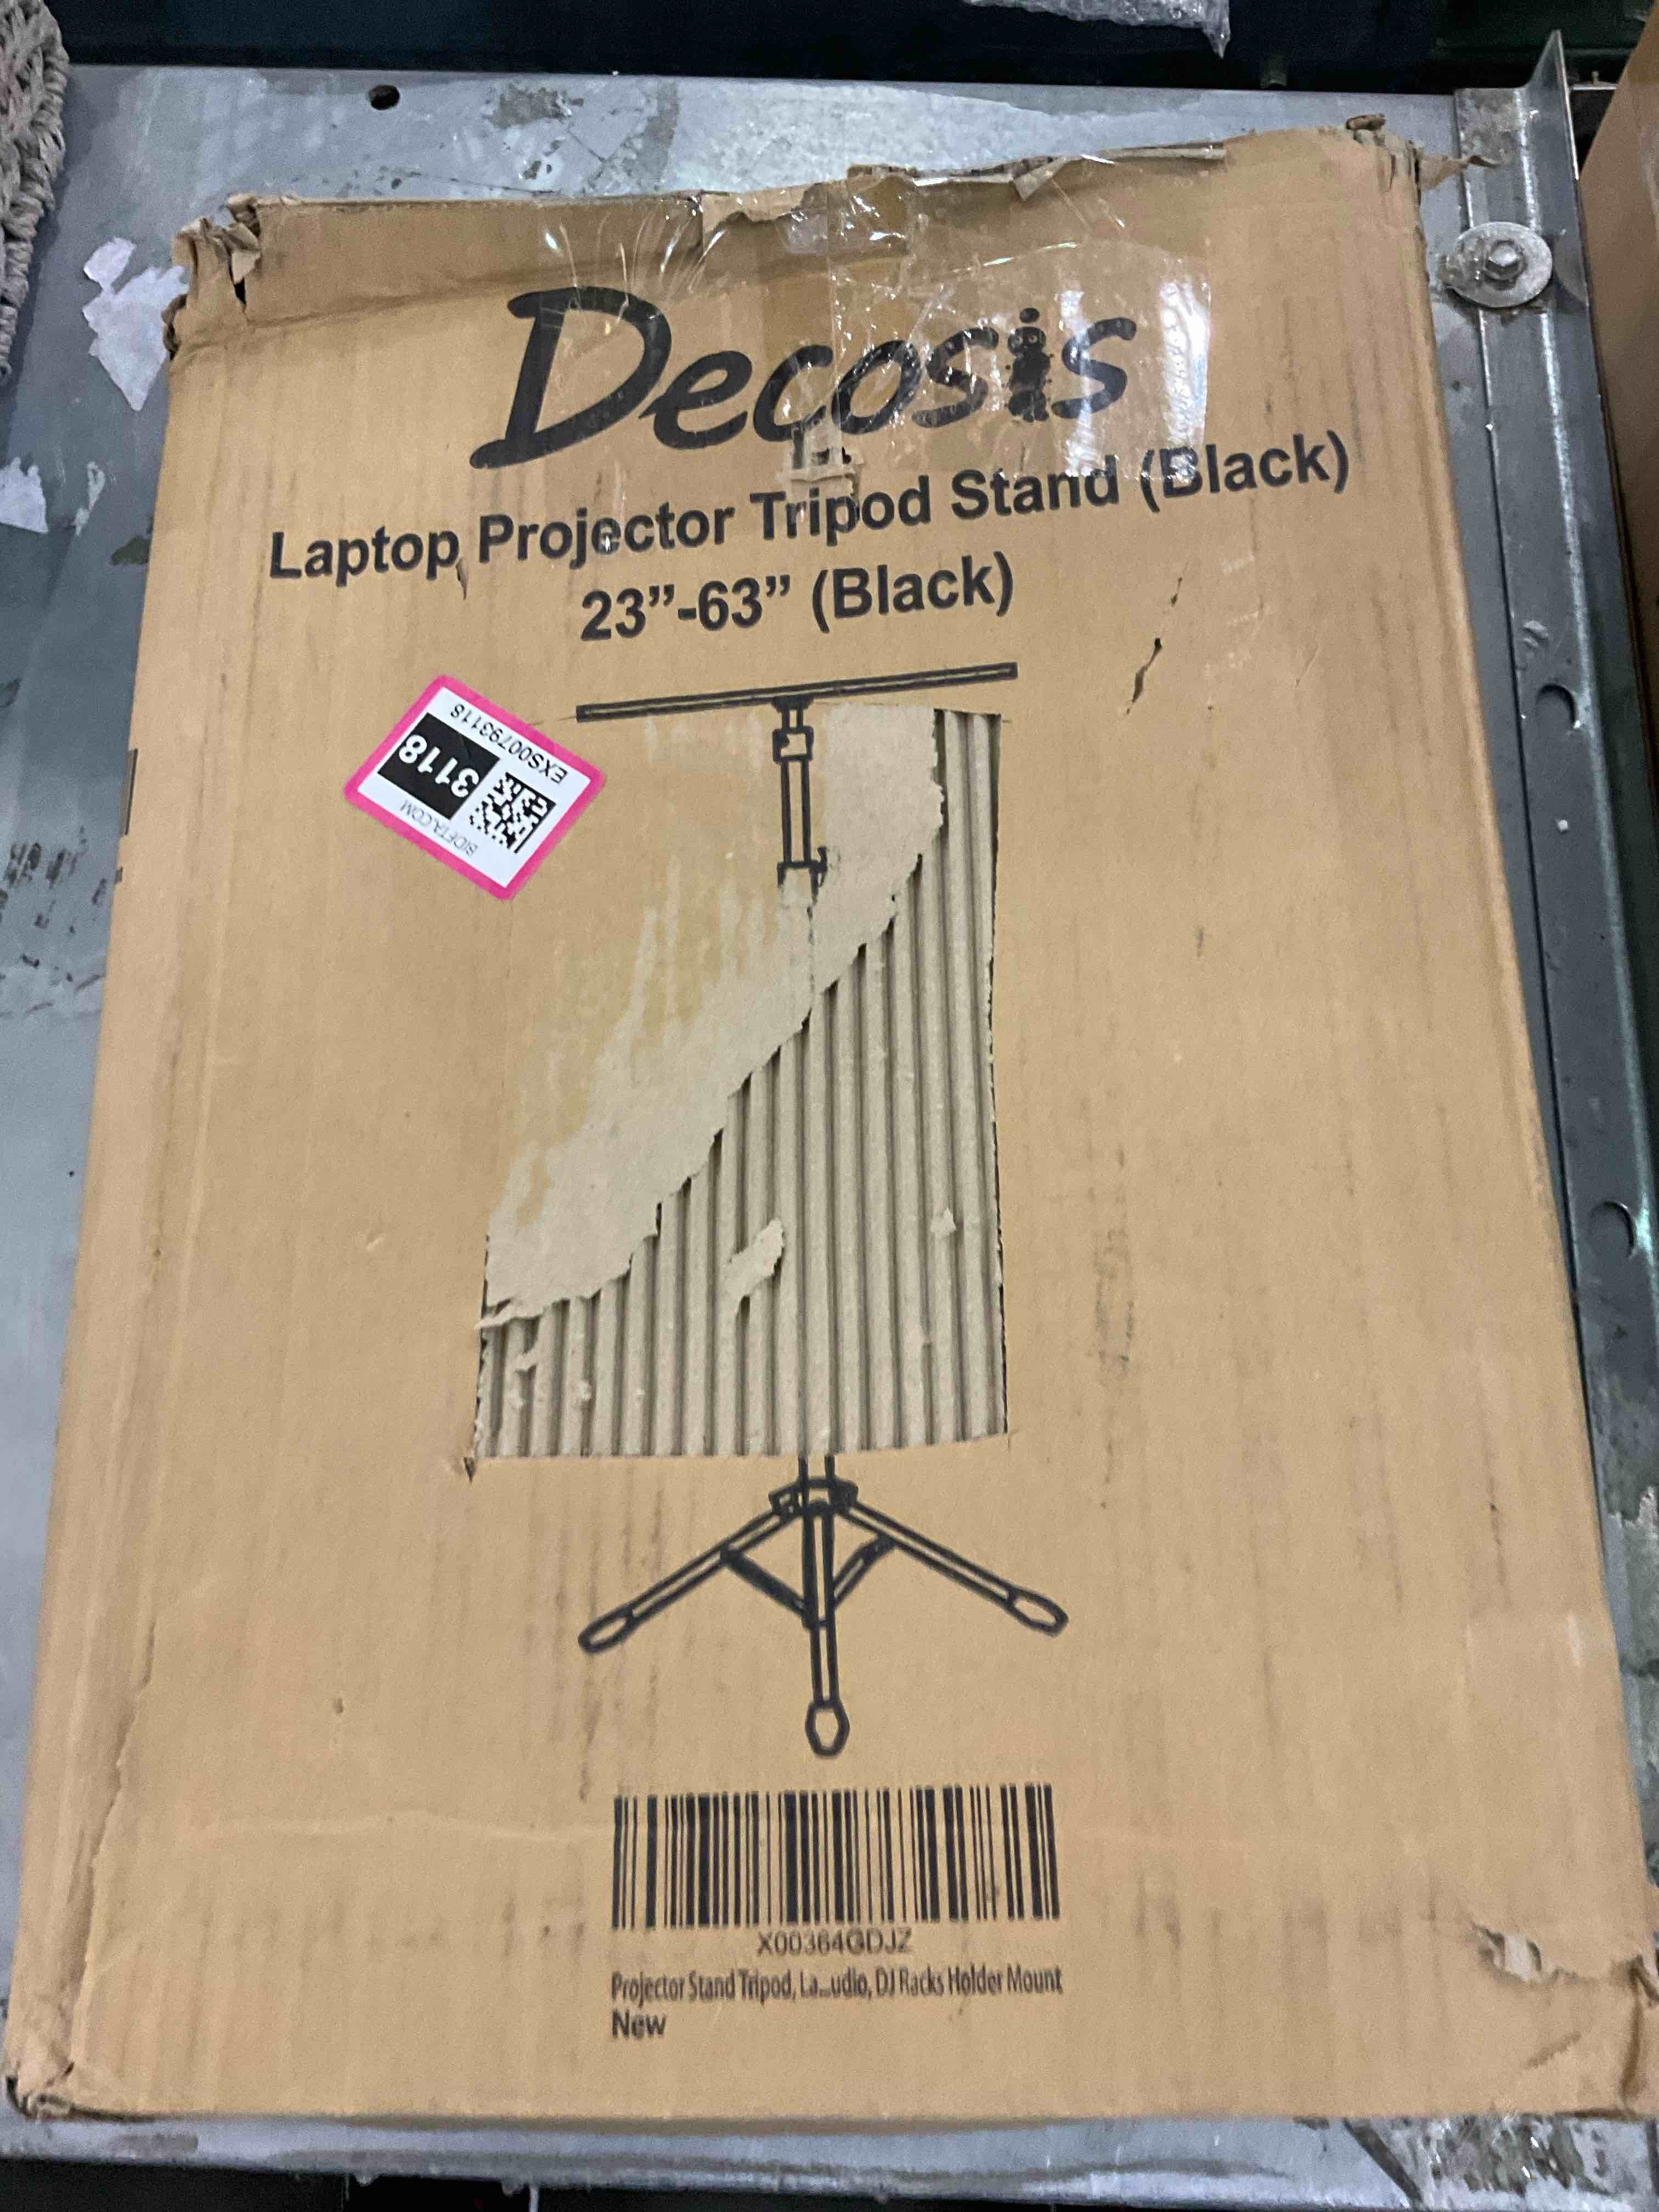 Decosis
Laptop Projector Tripod Stand (Black)
23”-63” (Black)
BIDFTA.COM
3118
EXS00793118
X00364GDJZ
Projector Stand Tripod, La...udio, DJ Racks Holder Mount
New